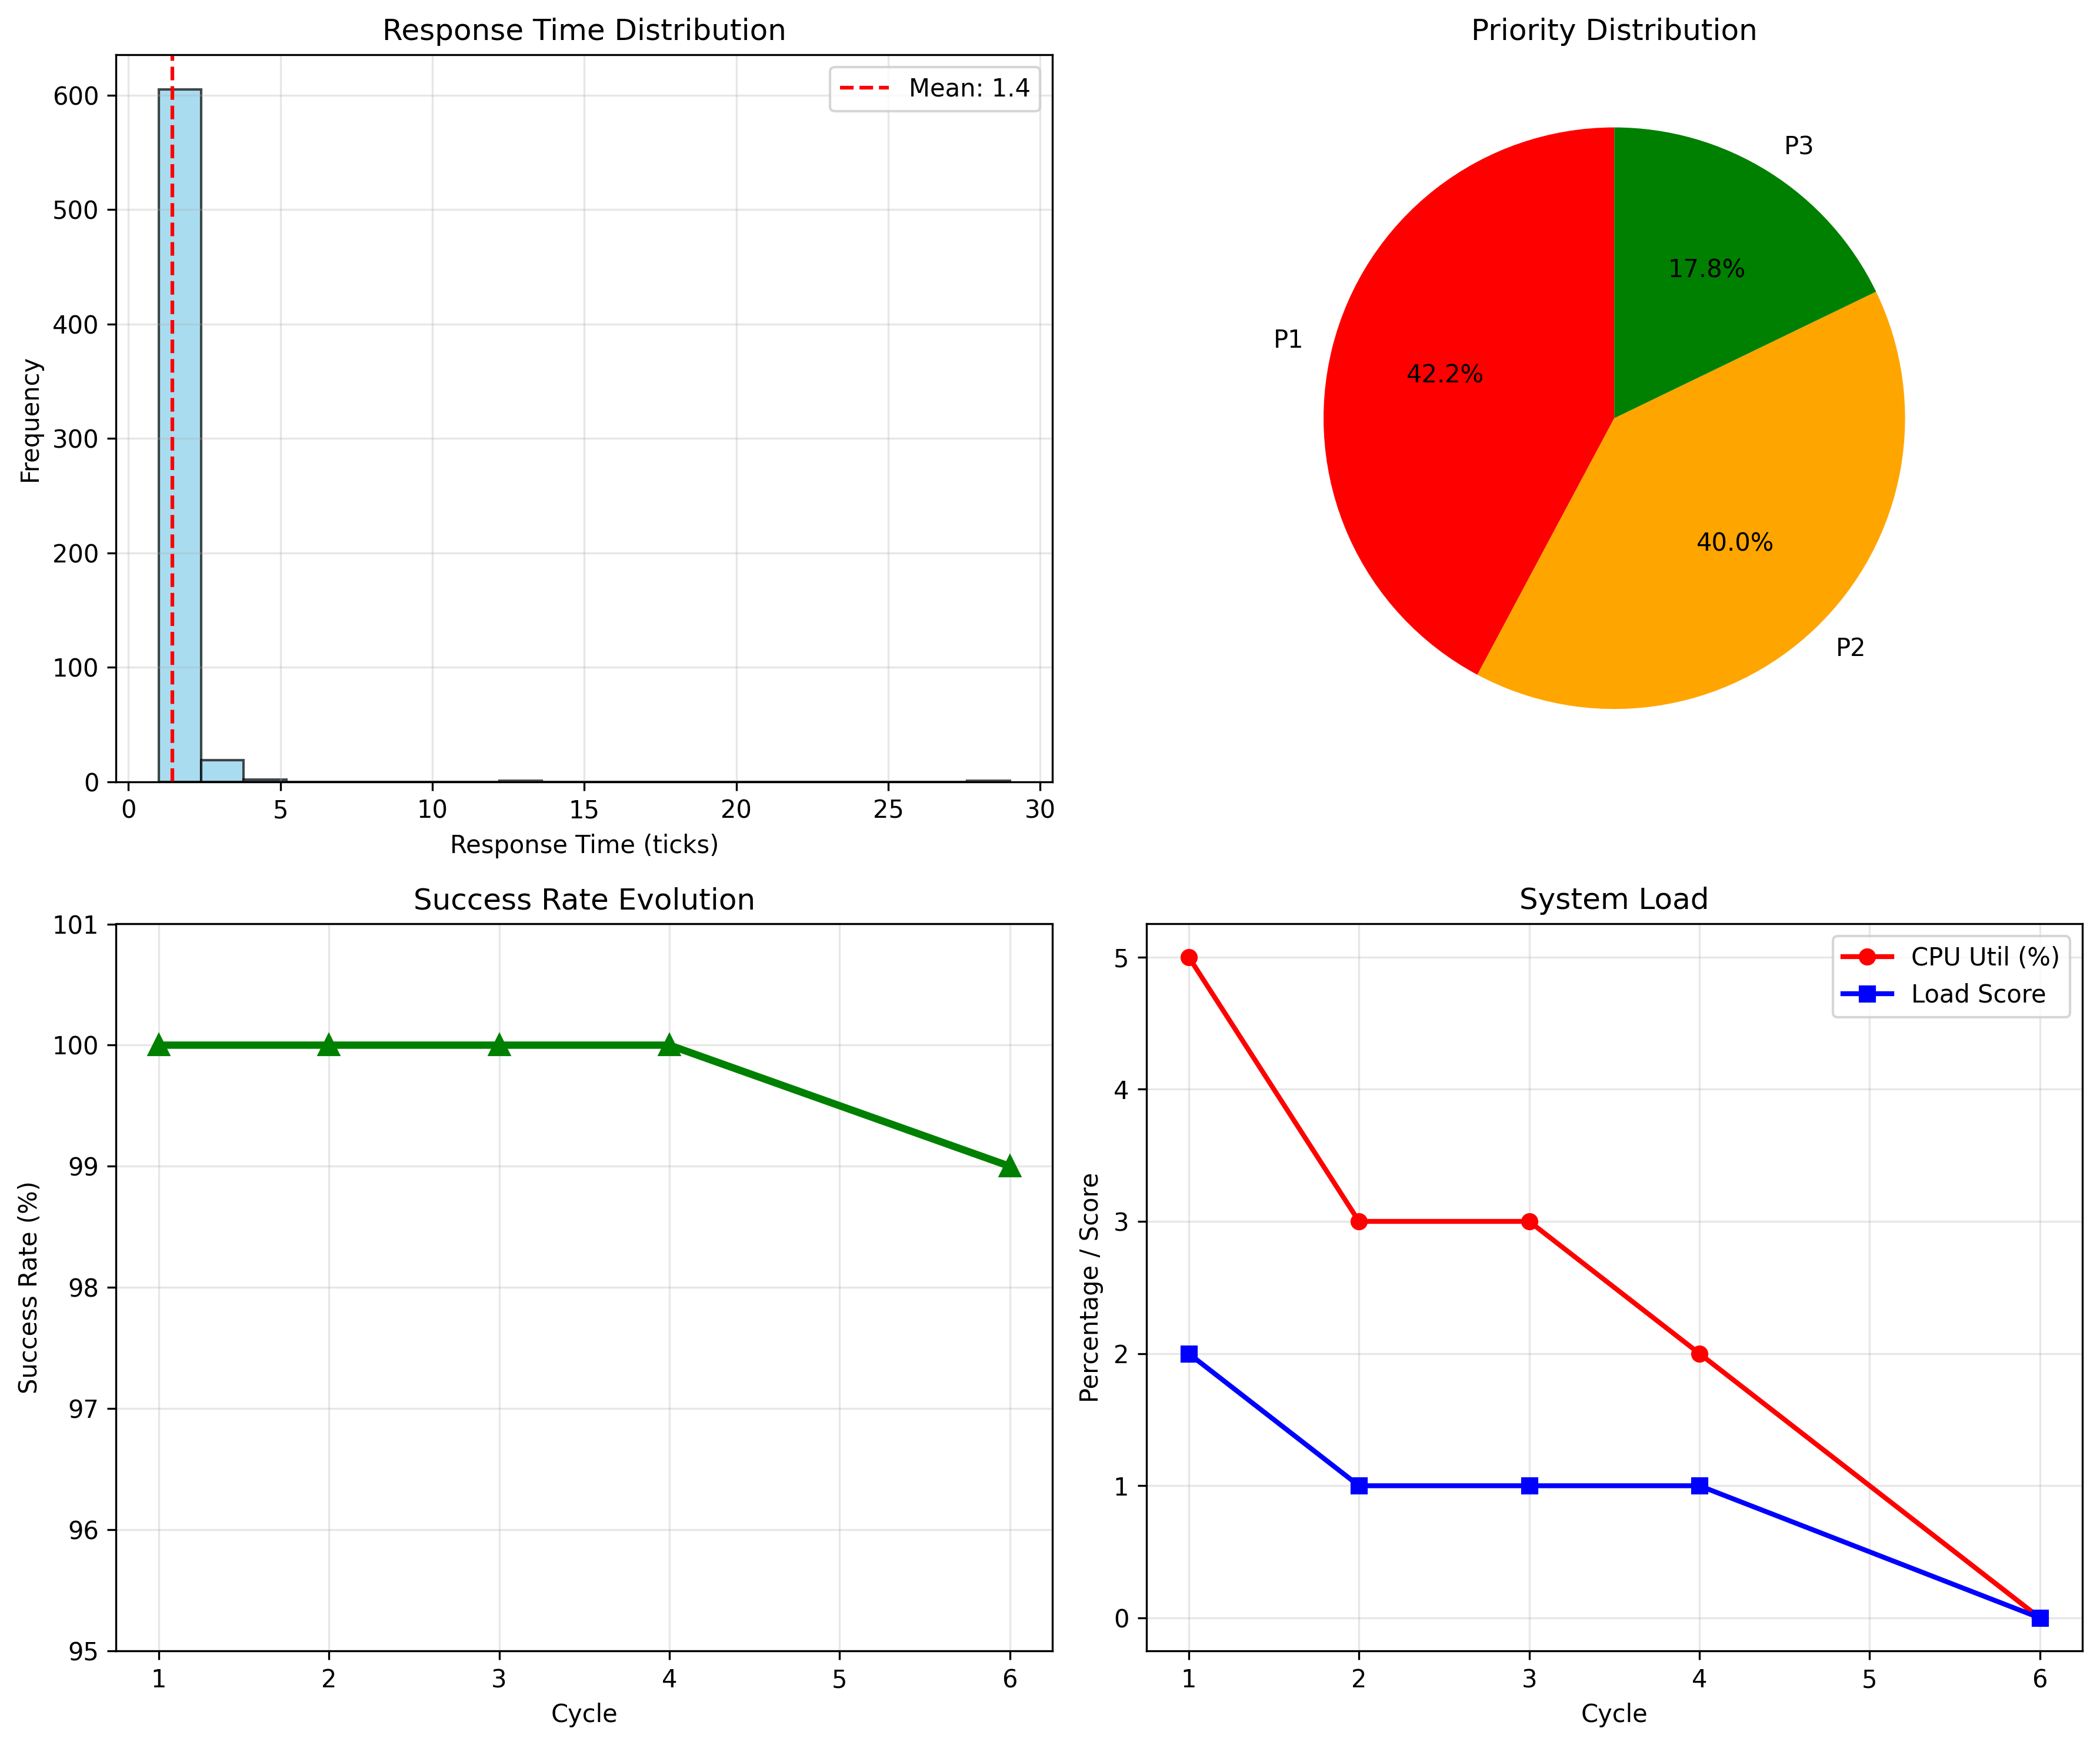 Response Time Distribution
Mean: 1.4
600
500
400
300
200
100
0
Frequency
0 5 10 15 20 25 30
Response Time (ticks)
Priority Distribution
P3
17.8%
P1
42.2%
40.0%
P2
Success Rate Evolution
101
100
99
98
97
96
95
Success Rate (%)
1 2 3 4 5 6
Cycle
System Load
CPU Util (%)
Load Score
5
4
3
2
1
0
Percentage / Score
1 2 3 4 5 6
Cycle